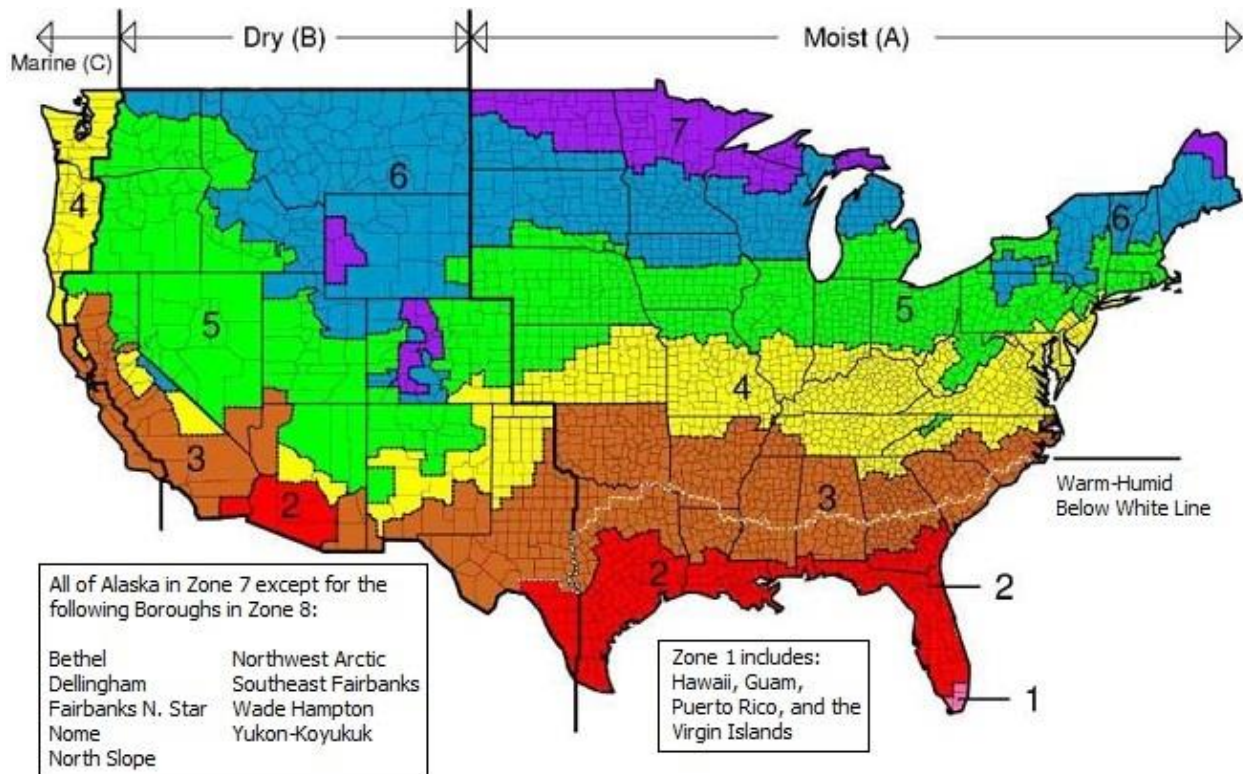 Dry (B)
Moist (A)
Marine (C)
7
6
4
6
5
5
4
3
3
2
Warm-Humid
Below White Line
2
2
1
All of Alaska in Zone 7 except for the
following Boroughs in Zone 8:
Bethel Northwest Arctic
Dellingham Southeast Fairbanks
Fairbanks N. Star Wade Hampton
Nome Yukon-Koyukuk
North Slope
Zone 1 includes:
Hawaii, Guam,
Puerto Rico, and the
Virgin Islands